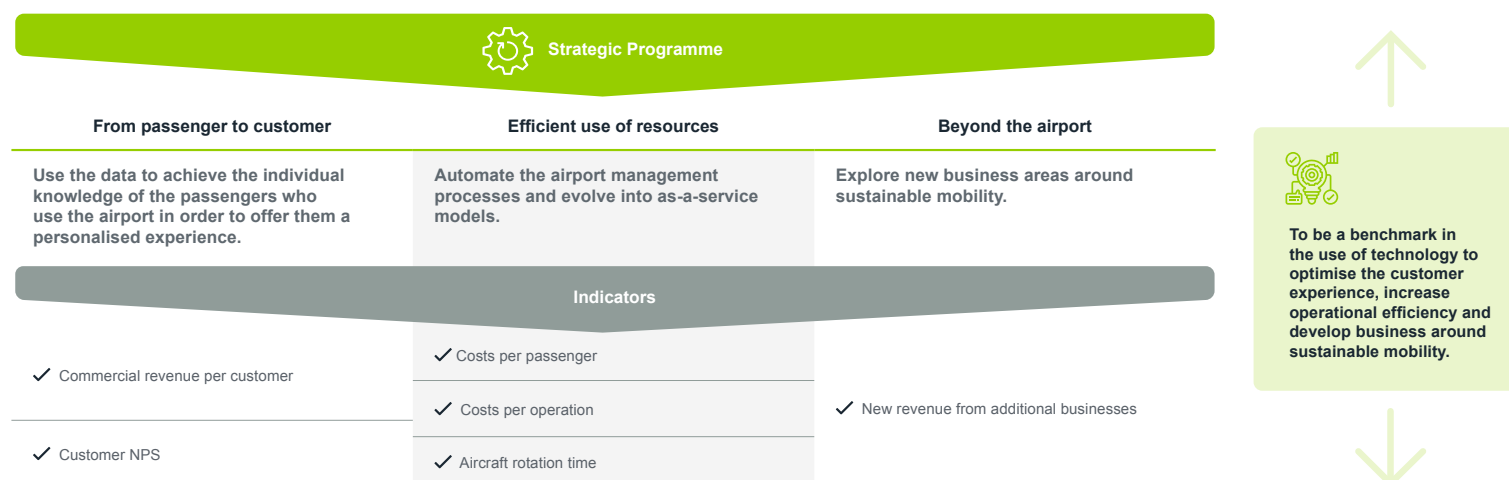 Strategic Programme
From passenger to customer
Efficient use of resources
Beyond the airport
Use the data to achieve the individual
knowledge of the passengers who
use the airport in order to offer them a
personalised experience.
Automate the airport management
processes and evolve into as-a-service
models.
Explore new business areas around
sustainable mobility.
Indicators
Commercial revenue per customer
Customer NPS
Costs per passenger
Costs per operation
Aircraft rotation time
New revenue from additional businesses
To be a benchmark in
the use of technology to
optimise the customer
experience, increase
operational efficiency and
develop business around
sustainable mobility.